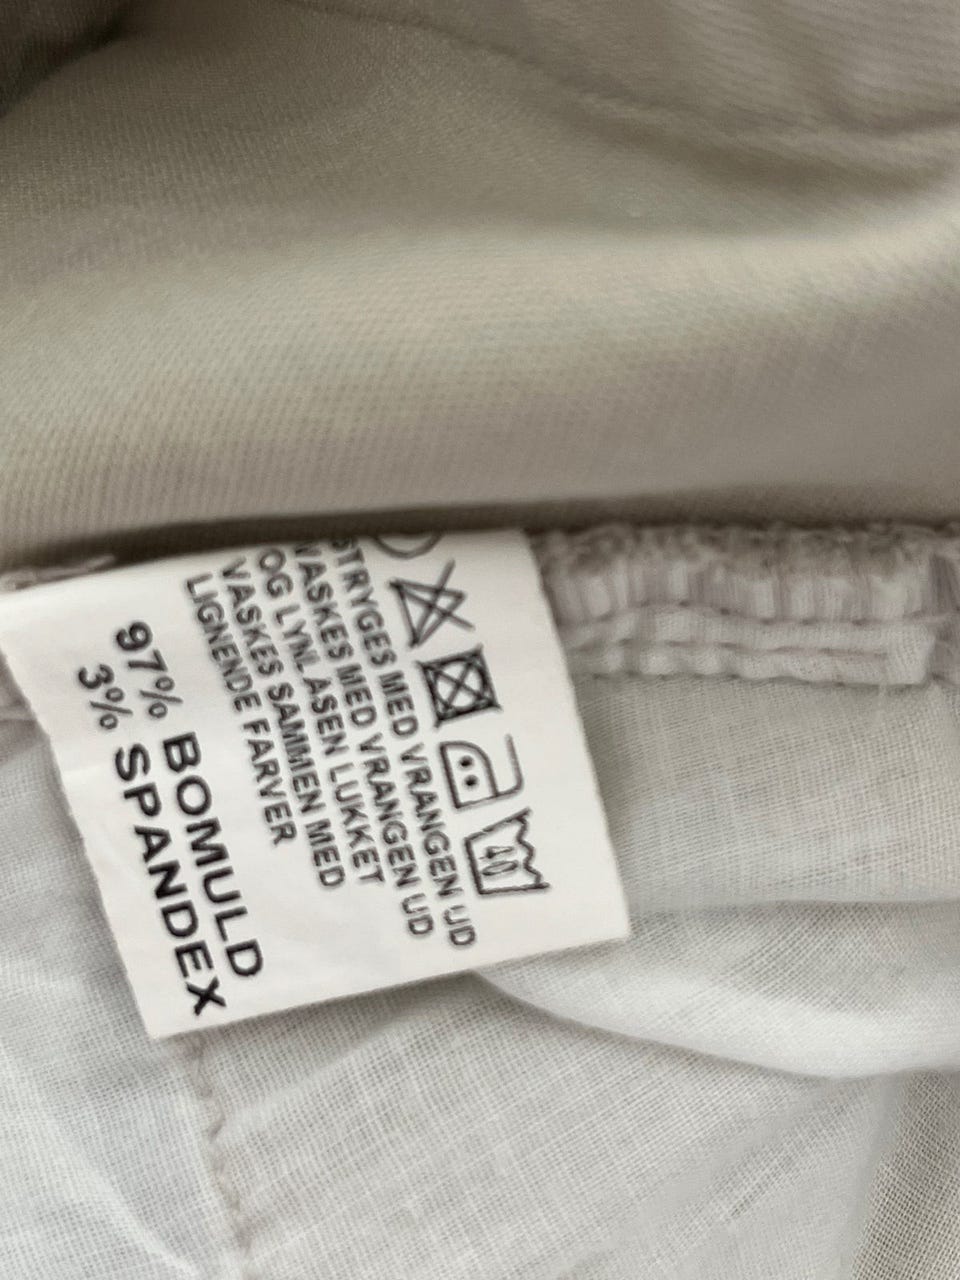 40
STRYGES MED VRANGEN UD
VASKES MED VRANGEN UD
OG LYNLÅSEN LUKKET
VASKES SAMMEN MED
LIGNENDE FARVER
97% BOMULD
3% SPANDEX